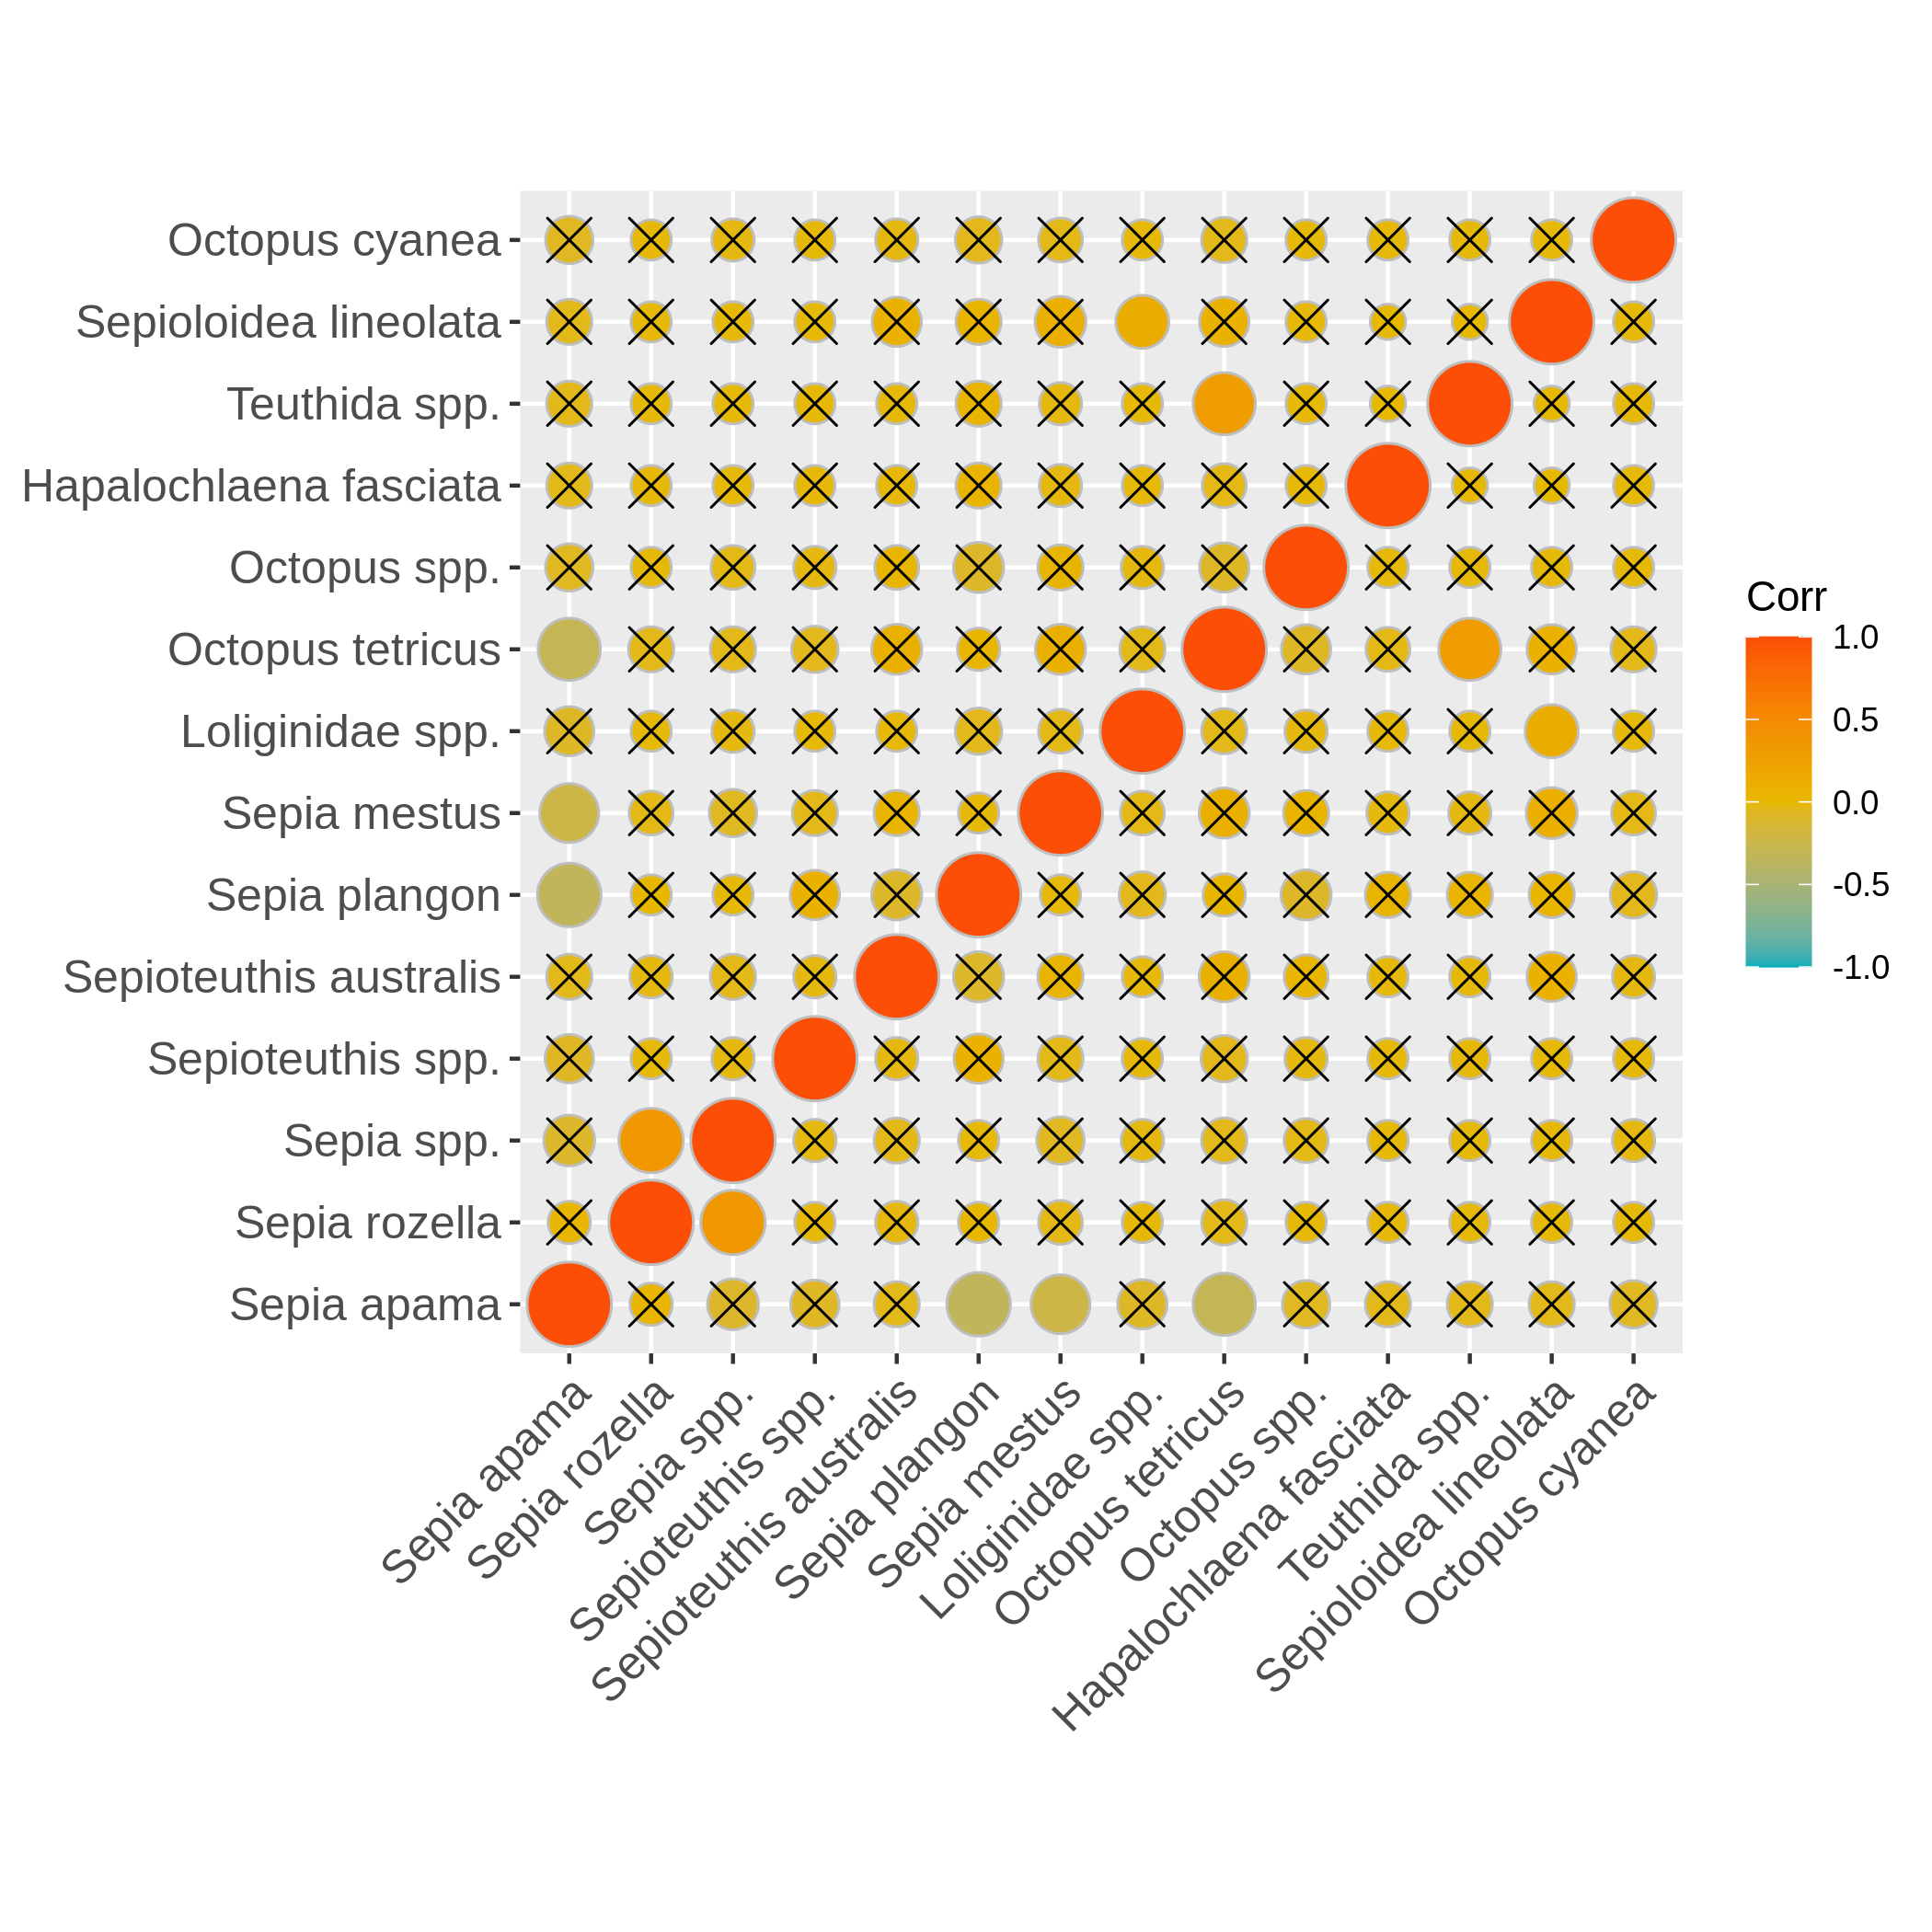 Octopus cyanea
Sepioloidea lineolata
Teuthida spp.
Hapalochlaena fasciata
Octopus spp.
Octopus tetricus
Loliginidae spp.
Sepia mestus
Sepia plangon
Sepioteuthis australis
Sepioteuthis spp.
Sepia spp.
Sepia rozella
Sepia apama
Sepia apama
Sepia rozella
Sepia spp.
Sepioteuthis spp.
Sepioteuthis australis
Sepia plangon
Sepia mestus
Loliginidae spp.
Octopus tetricus
Octopus spp.
Hapalochlaena fasciata
Teuthida spp.
Sepioloidea lineolata
Octopus cyanea
Corr
1.0
0.5
0.0
-0.5
-1.0